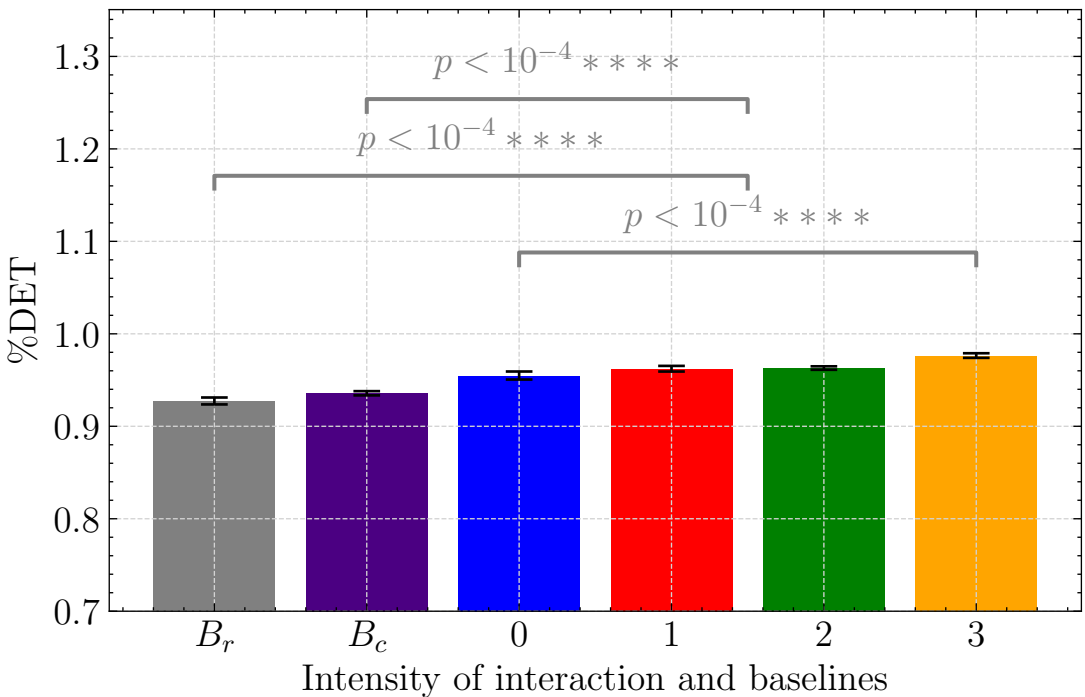 1.3
1.2
1.1
1.0
0.9
0.8
0.7
%DET
p < 10⁻⁴ ∗ ∗ ∗ ∗
p < 10⁻⁴ ∗ ∗ ∗ ∗
p < 10⁻⁴ ∗ ∗ ∗ ∗
B_r B_c 0 1 2 3
Intensity of interaction and baselines